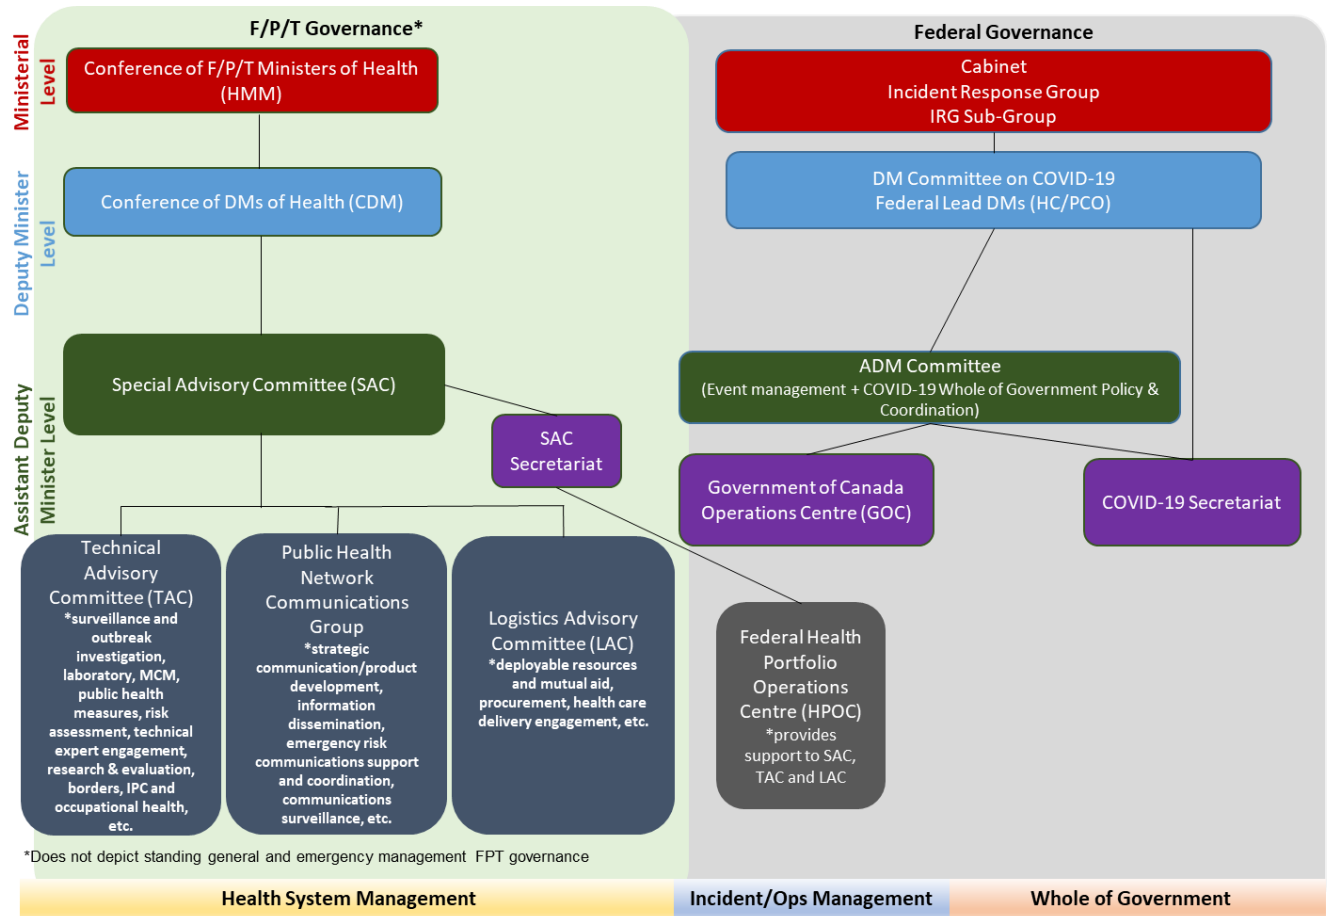 F/P/T Governance*
Federal Governance
Ministerial
Level
Conference of F/P/T Ministers of Health
(HMM)
Cabinet
Incident Response Group
IRG Sub-Group
Deputy Minister
Level
Conference of DMs of Health (CDM)
DM Committee on COVID-19
Federal Lead DMs (HC/PCO)
Assistant Deputy
Minister Level
Special Advisory Committee (SAC)
SAC
Secretariat
ADM Committee
(Event management + COVID-19 Whole of Government Policy &
Coordination)
Government of Canada
Operations Centre (GOC)
COVID-19 Secretariat
Technical
Advisory
Committee (TAC)
*surveillance and
outbreak
investigation,
laboratory, MCM,
public health
measures, risk
assessment, technical
expert engagement,
research & evaluation,
borders, IPC and
occupational health,
etc.
Public Health
Network
Communications
Group
*strategic
communication/product
development,
information
dissemination,
emergency risk
communications support
and coordination,
communications
surveillance, etc.
Logistics Advisory
Committee (LAC)
*deployable resources
and mutual aid,
procurement, health care
delivery engagement, etc.
Federal Health
Portfolio
Operations
Centre (HPOC)
*provides
support to SAC,
TAC and LAC
*Does not depict standing general and emergency management FPT governance
Health System Management
Incident/Ops Management
Whole of Government